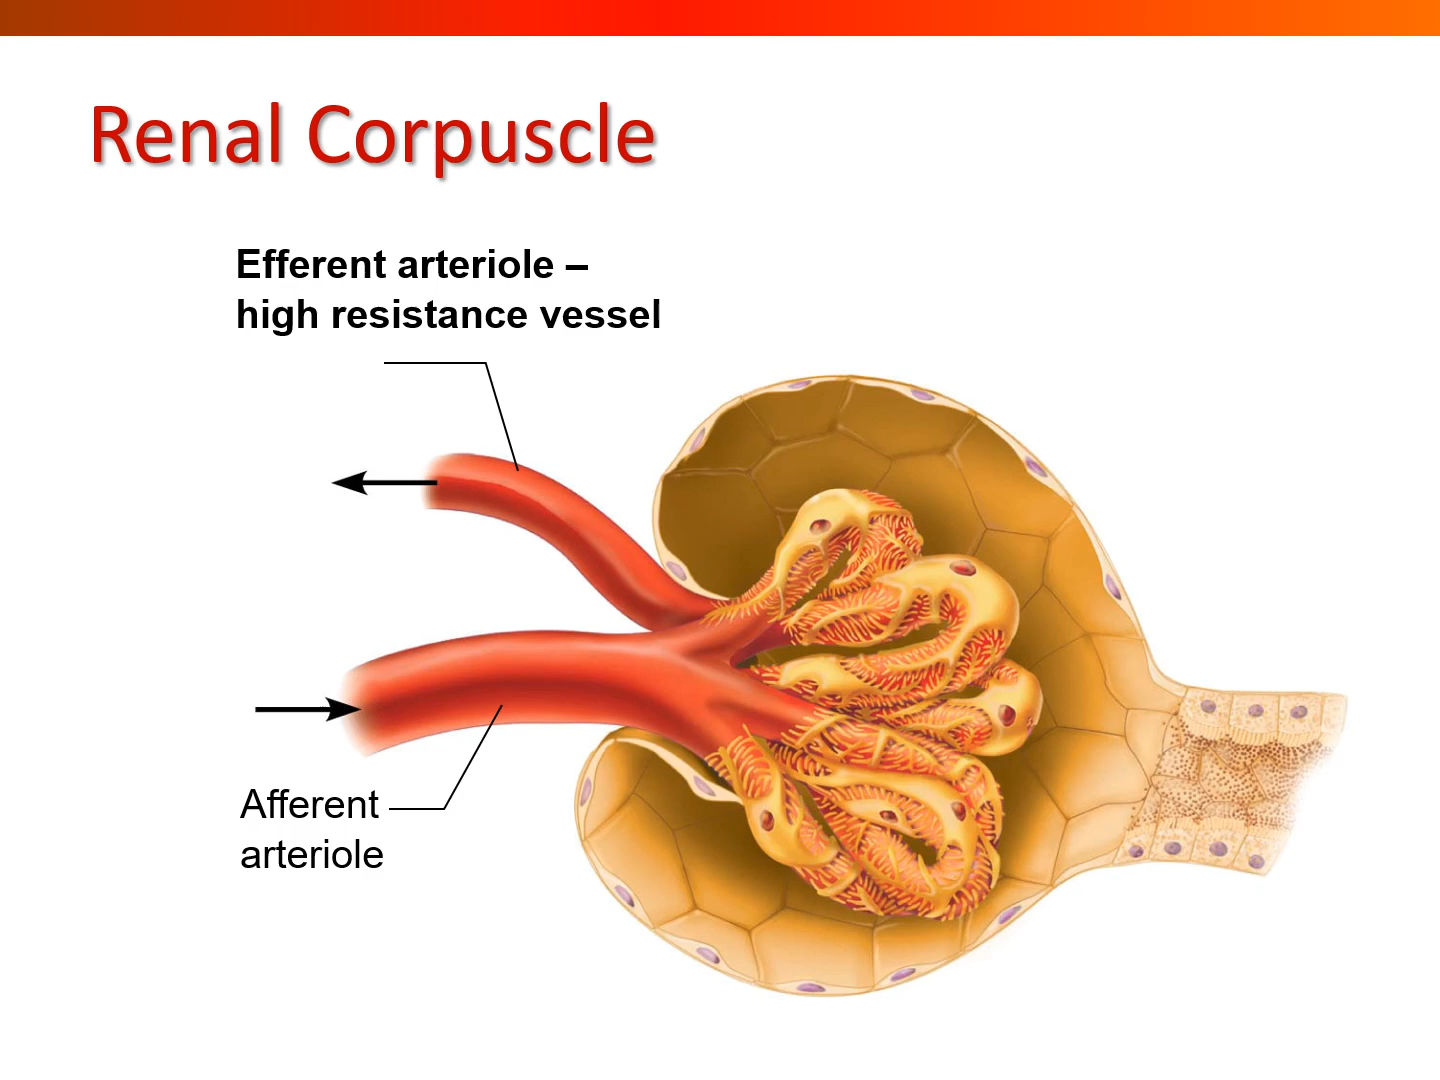 Renal Corpuscle
Efferent arteriole –
high resistance vessel
Afferent
arteriole